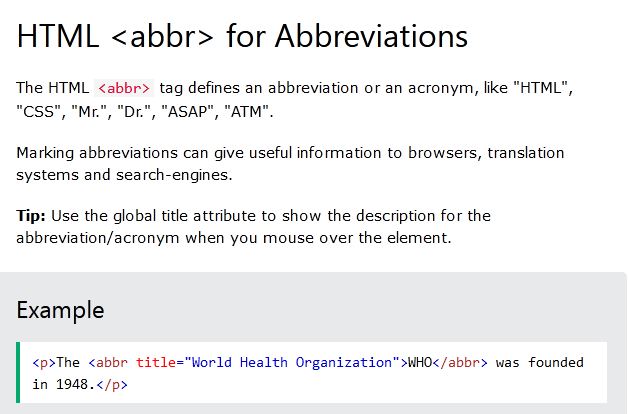 HTML <abbr> for Abbreviations
The HTML <abbr> tag defines an abbreviation or an acronym, like "HTML",
"CSS", "Mr.", "Dr.", "ASAP", "ATM".
Marking abbreviations can give useful information to browsers, translation
systems and search-engines.
Tip: Use the global title attribute to show the description for the
abbreviation/acronym when you mouse over the element.
Example
<p>The <abbr title="World Health Organization">WHO</abbr> was founded
in 1948.</p>